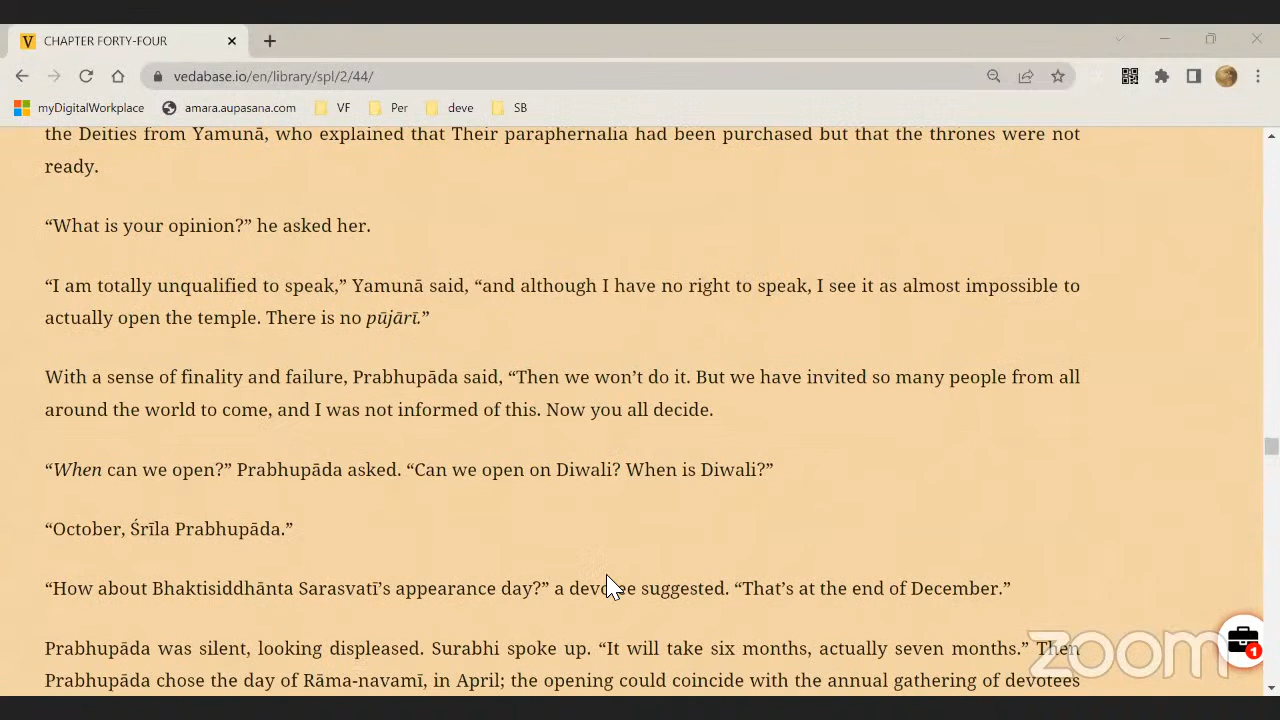 CHAPTER FORTY-FOUR
vedabase.io/en/library/spl/2/44/
myDigitalWorkplace amara.aupasana.com VF Per deve SB
the Deities from Yamunā, who explained that Their paraphernalia had been purchased but that the thrones were not
ready.
“What is your opinion?” he asked her.
“I am totally unqualified to speak,” Yamunā said, “and although I have no right to speak, I see it as almost impossible to
actually open the temple. There is no pūjārī.”
With a sense of finality and failure, Prabhupāda said, “Then we won’t do it. But we have invited so many people from all
around the world to come, and I was not informed of this. Now you all decide.
“When can we open?” Prabhupāda asked. “Can we open on Diwali? When is Diwali?”
“October, Śrīla Prabhupāda.”
“How about Bhaktisiddhānta Sarasvatī’s appearance day?” a devotee suggested. “That’s at the end of December.”
Prabhupāda was silent, looking displeased. Surabhi spoke up. “It will take six months, actually seven months.” Then
Prabhupāda chose the day of Rāma-navamī, in April; the opening could coincide with the annual gathering of devotees
zoom
1